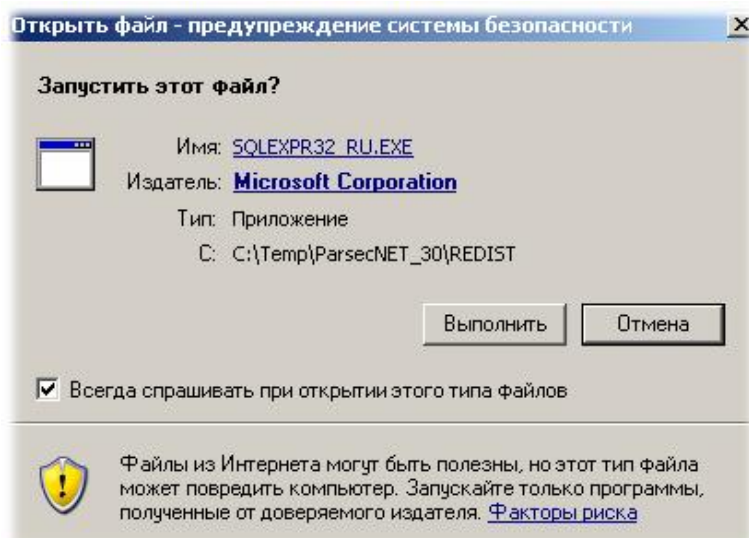 Открыть файл - предупреждение системы безопасности
Запустить этот файл?
Имя: SQLEXPR32_RU.EXE
Издатель: Microsoft Corporation
Тип: Приложение
С: C:\Temp\ParsecNET_30\REDIST
Выполнить Отмена
Всегда спрашивать при открытии этого типа файлов
Файлы из Интернета могут быть полезны, но этот тип файла
может повредить компьютер. Запускайте только программы,
полученные от доверяемого издателя. Факторы риска